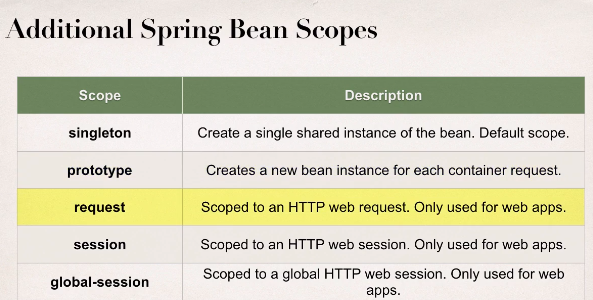 Additional Spring Bean Scopes
Scope Description
singleton Create a single shared instance of the bean. Default scope.
prototype Creates a new bean instance for each container request.
request Scoped to an HTTP web request. Only used for web apps.
session Scoped to an HTTP web session. Only used for web apps.
global-session Scoped to a global HTTP web session. Only used for web
apps.